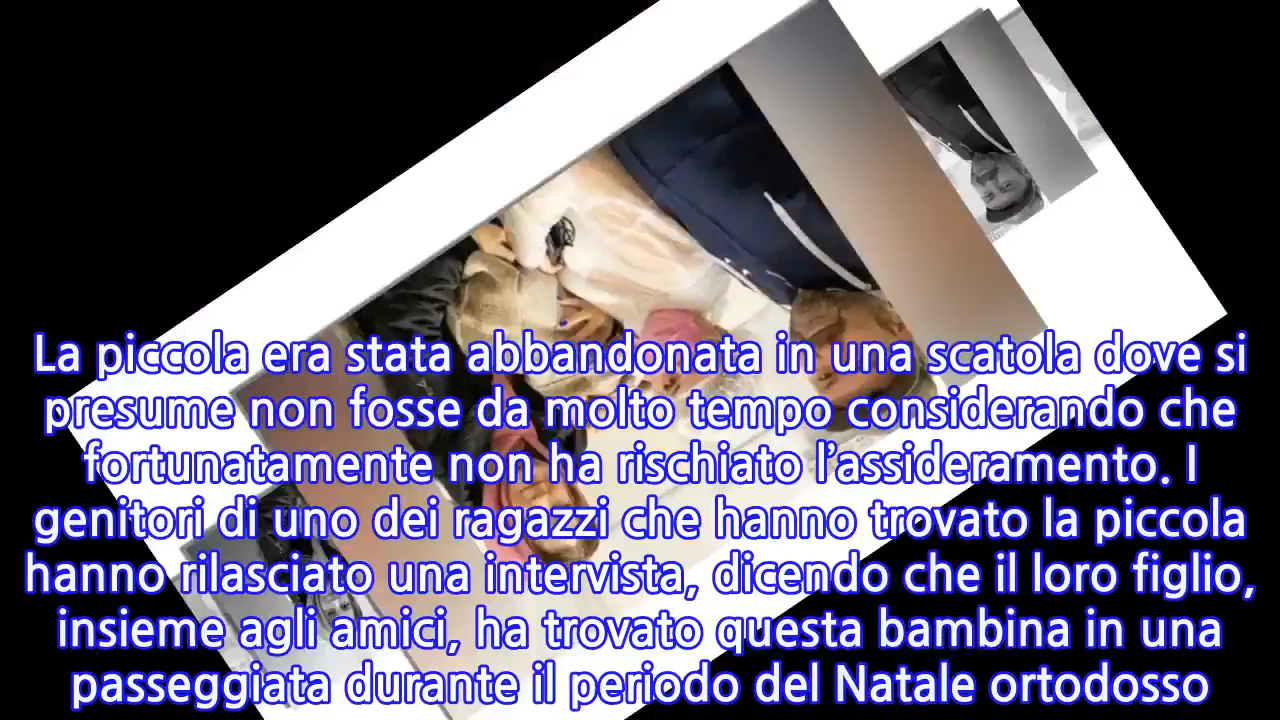 La piccola era stata abbandonata in una scatola dove si
presume non fosse da molto tempo considerando che
fortunatamente non ha rischiato l’assideramento. I
genitori di uno dei ragazzi che hanno trovato la piccola
hanno rilasciato una intervista, dicendo che il loro figlio,
insieme agli amici, ha trovato questa bambina in una
passeggiata durante il periodo del Natale ortodosso